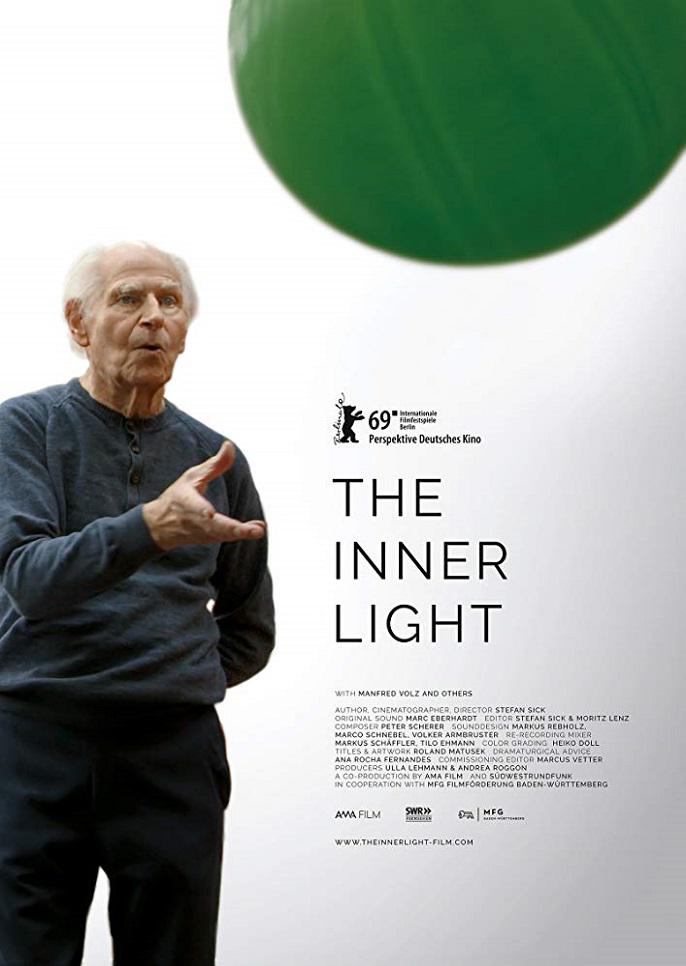 Berlinale
69 Internationale
Filmfestspiele
Berlin
Perspektive Deutsches Kino
THE
INNER
LIGHT
WITH MANFRED VOLZ AND OTHERS
AUTHOR, CINEMATOGRAPHER, DIRECTOR STEFAN SICK
ORIGINAL SOUND MARC EBERHARDT EDITOR STEFAN SICK & MORITZ LENZ
COMPOSER PETER SCHERER SOUNDDESIGN MARKUS REBHOLZ,
MARCO SCHNEBEL, VOLKER ARMBRUSTER RE-RECORDING MIXER
MARKUS SCHÄFFLER, TILO EHMANN COLOR GRADING HEIKO DOLL
TITLES & ARTWORK ROLAND MATUSEK DRAMATURGICAL ADVICE
ANA ROCHA FERNANDES COMMISSIONING EDITOR MARCUS VETTER
PRODUCERS ULLA LEHMANN & ANDREA ROGGON
A CO-PRODUCTION BY AMA FILM AND SÜDWESTRUNDFUNK
IN COOPERATION WITH MFG FILMFÖRDERUNG BADEN-WÜRTTEMBERG
AMA FILM SWR>> MFG
FERNSEHEN BADEN-WÜRTTEMBERG
WWW.THEINNERLIGHT-FILM.COM